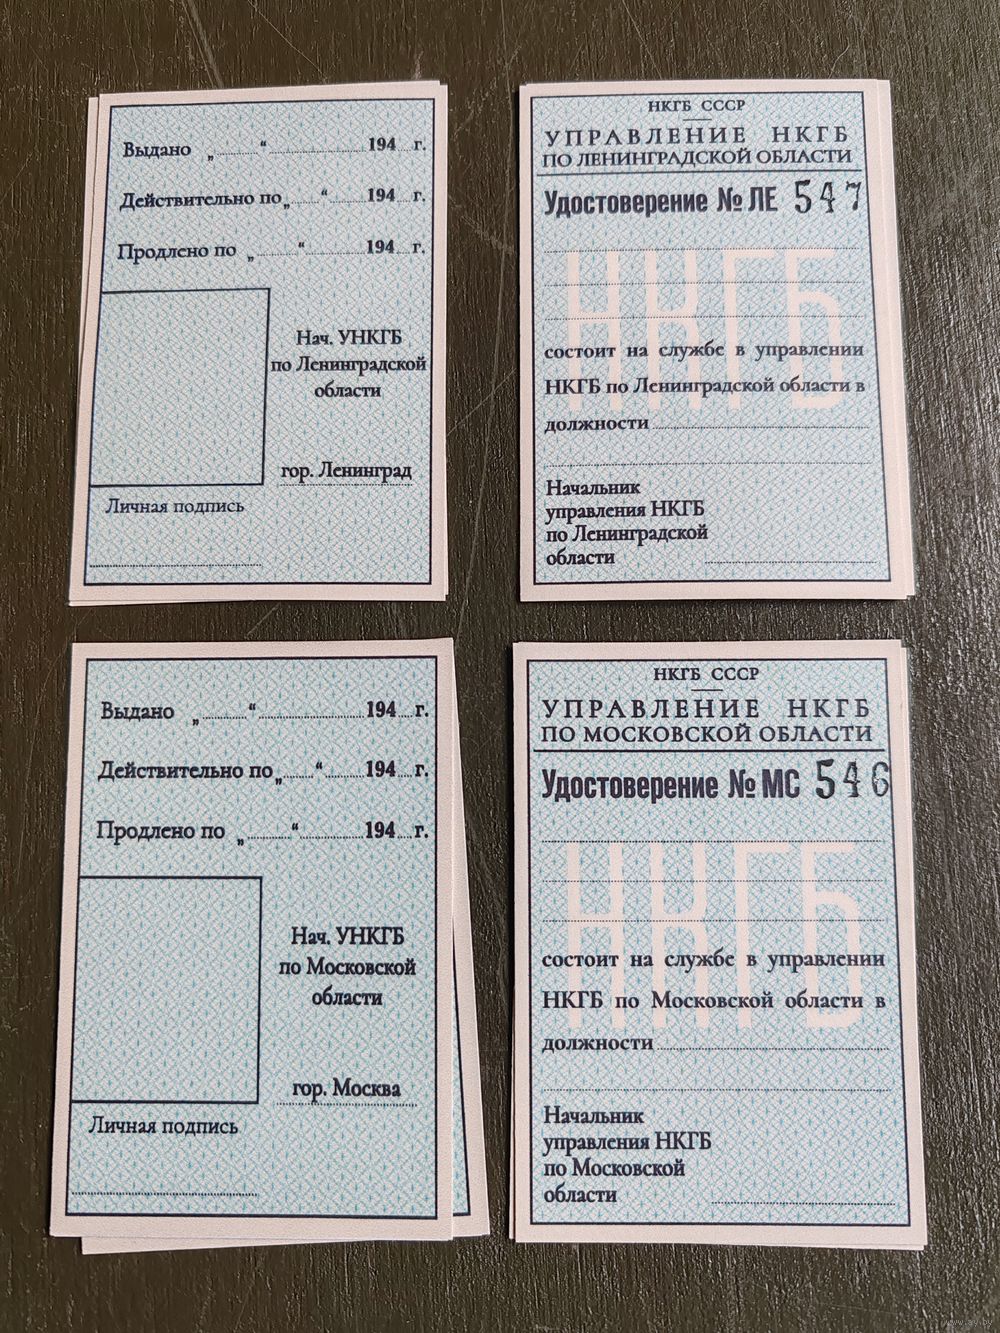 Выдано „ “ 194 г.
Действительно по „ “ 194 г.
Продлено по „ “ 194 г.
Нач. УНКГБ
по Ленинградской
области
гор. Ленинград
Личная подпись
НКГБ СССР
УПРАВЛЕНИЕ НКГБ
ПО ЛЕНИНГРАДСКОЙ ОБЛАСТИ
Удостоверение № ЛЕ 547
НКГБ
состоит на службе в управлении
НКГБ по Ленинградской области в
должности
Начальник
управления НКГБ
по Ленинградской
области
Выдано „ “ 194 г.
Действительно по „ “ 194 г.
Продлено по „ “ 194 г.
Нач. УНКГБ
по Московской
области
гор. Москва
Личная подпись
НКГБ СССР
УПРАВЛЕНИЕ НКГБ
ПО МОСКОВСКОЙ ОБЛАСТИ
Удостоверение № МС 546
НКГБ
состоит на службе в управлении
НКГБ по Московской области в
должности
Начальник
управления НКГБ
по Московской
области
www.ay.by